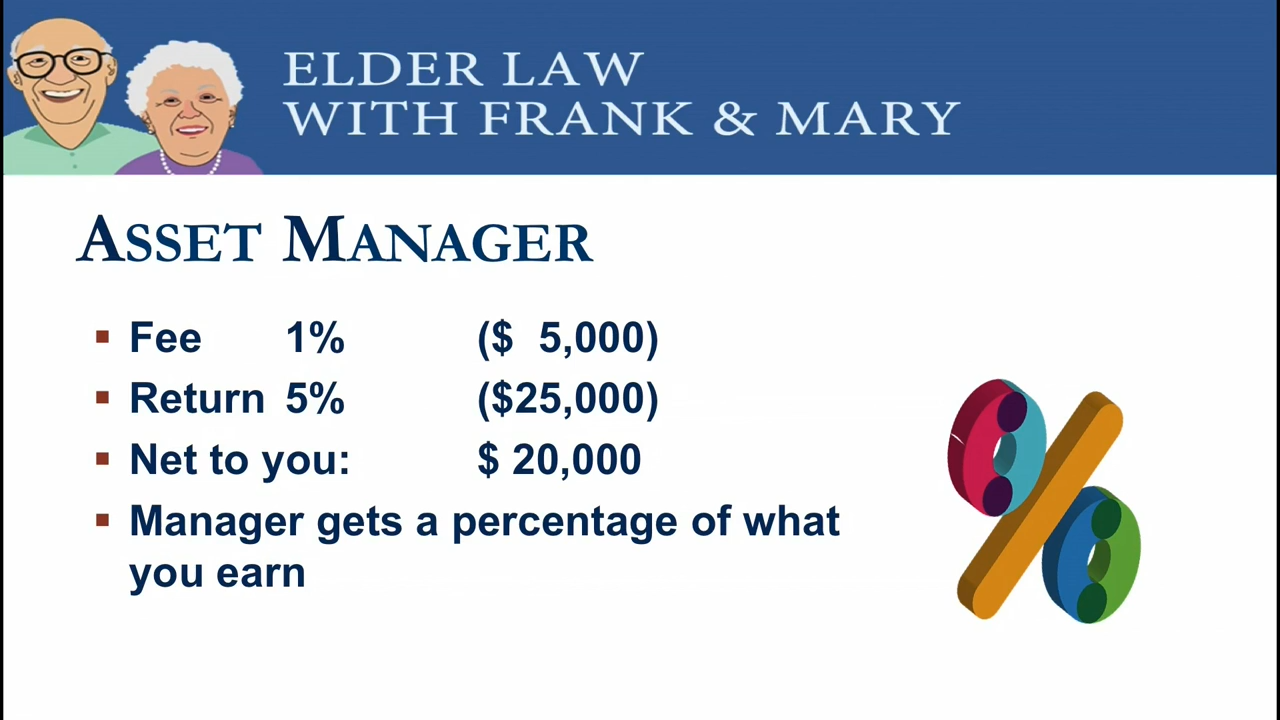 ELDER LAW
WITH FRANK & MARY
ASSET MANAGER
▪ Fee 1% ($ 5,000)
▪ Return 5% ($25,000)
▪ Net to you: $ 20,000
▪ Manager gets a percentage of what
you earn